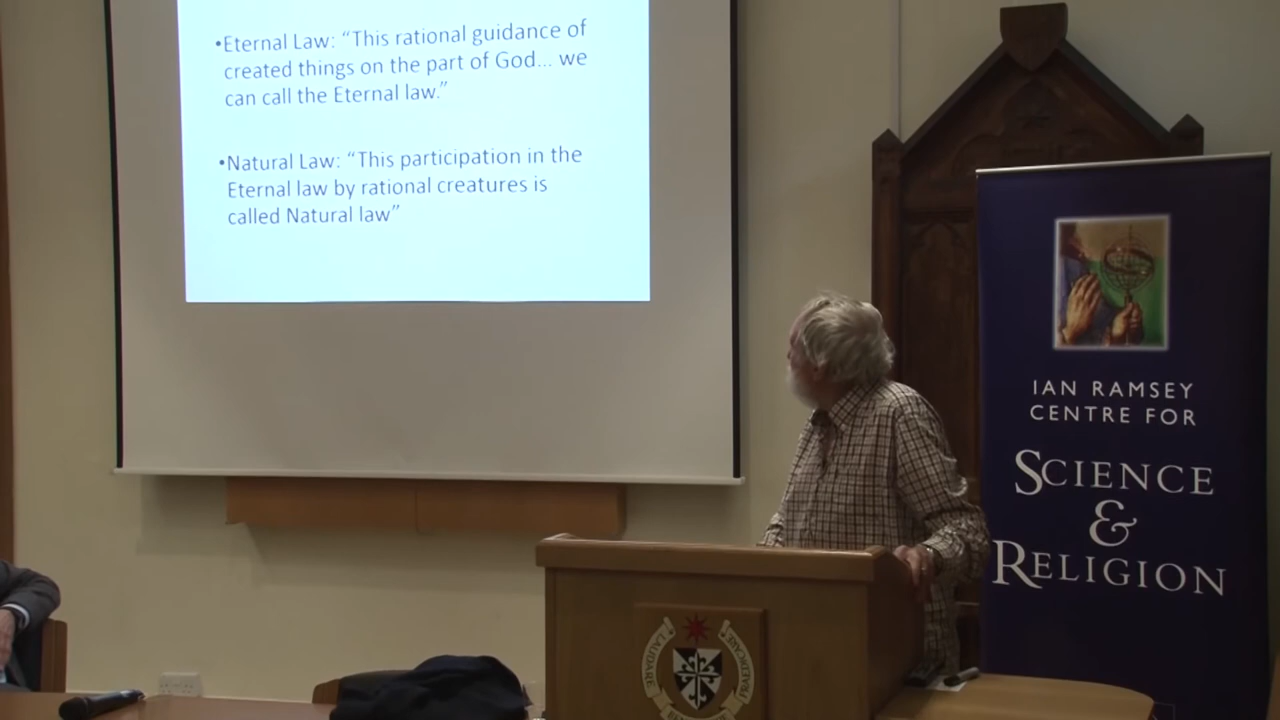 •Eternal Law: “This rational guidance of
created things on the part of God... we
can call the Eternal law.”
•Natural Law: “This participation in the
Eternal law by rational creatures is
called Natural law”
IAN RAMSEY
CENTRE FOR
SCIENCE
&
RELIGION
LAUDARE
PRAEDICARE